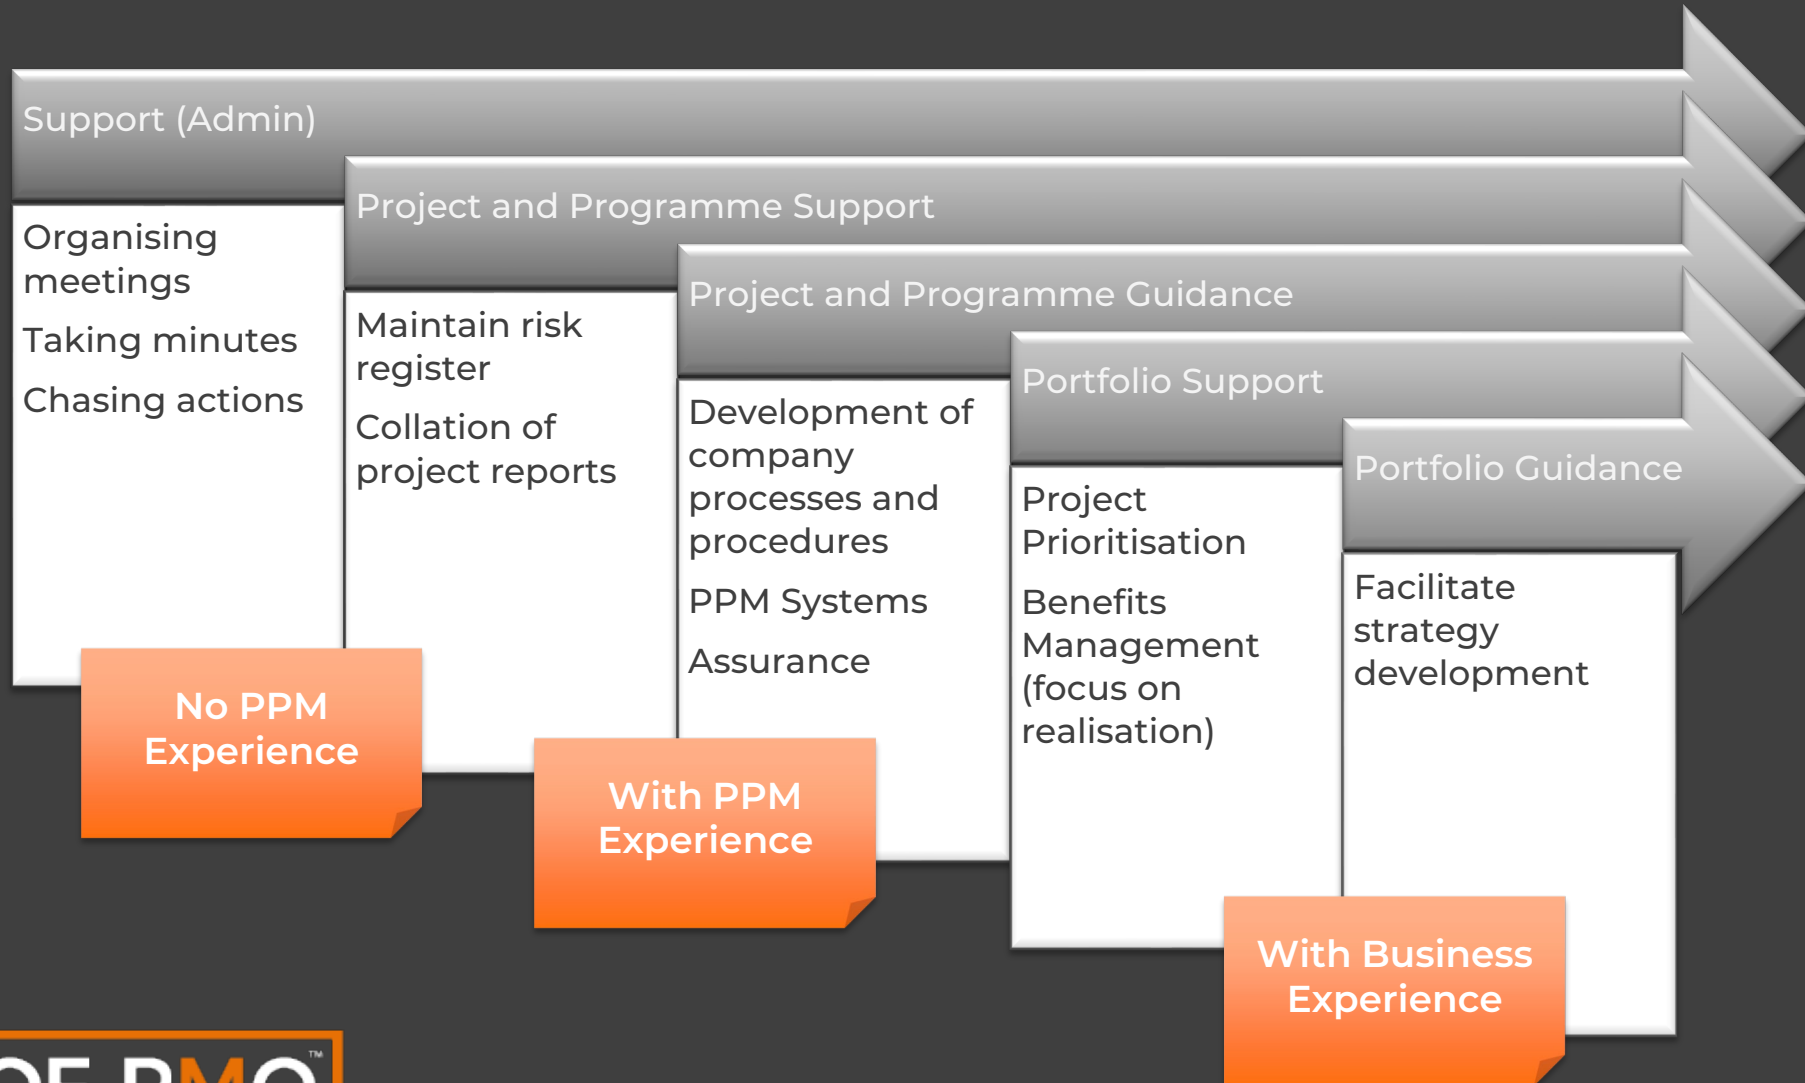 Support (Admin)
Organising
meetings
Taking minutes
Chasing actions
Project and Programme Support
Maintain risk
register
Collation of
project reports
Project and Programme Guidance
Development of
company
processes and
procedures
PPM Systems
Assurance
Portfolio Support
Project
Prioritisation
Benefits
Management
(focus on
realisation)
Portfolio Guidance
Facilitate
strategy
development
No PPM
Experience
With PPM
Experience
With Business
Experience
OF PMO™